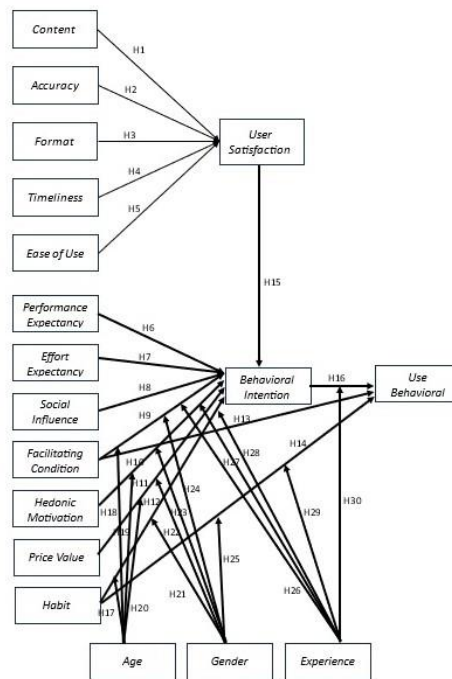 Content
H1
Accuracy
H2
Format
H3
User
Satisfaction
H4
Timeliness
H5
Ease of Use
H15
Performance
Expectancy
H6
Effort
Expectancy
H7
Behavioral
Intention
H16
Use
Behavioral
Social
Influence
H8
H9
H13
Facilitating
Condition
H10
H14
H28
H27
H11
H24
H30
Hedonic
Motivation
H12
H18
H23
H29
H19
H22
Price Value
H25
H26
H21
Habit
H17
H20
Age
Gender
Experience